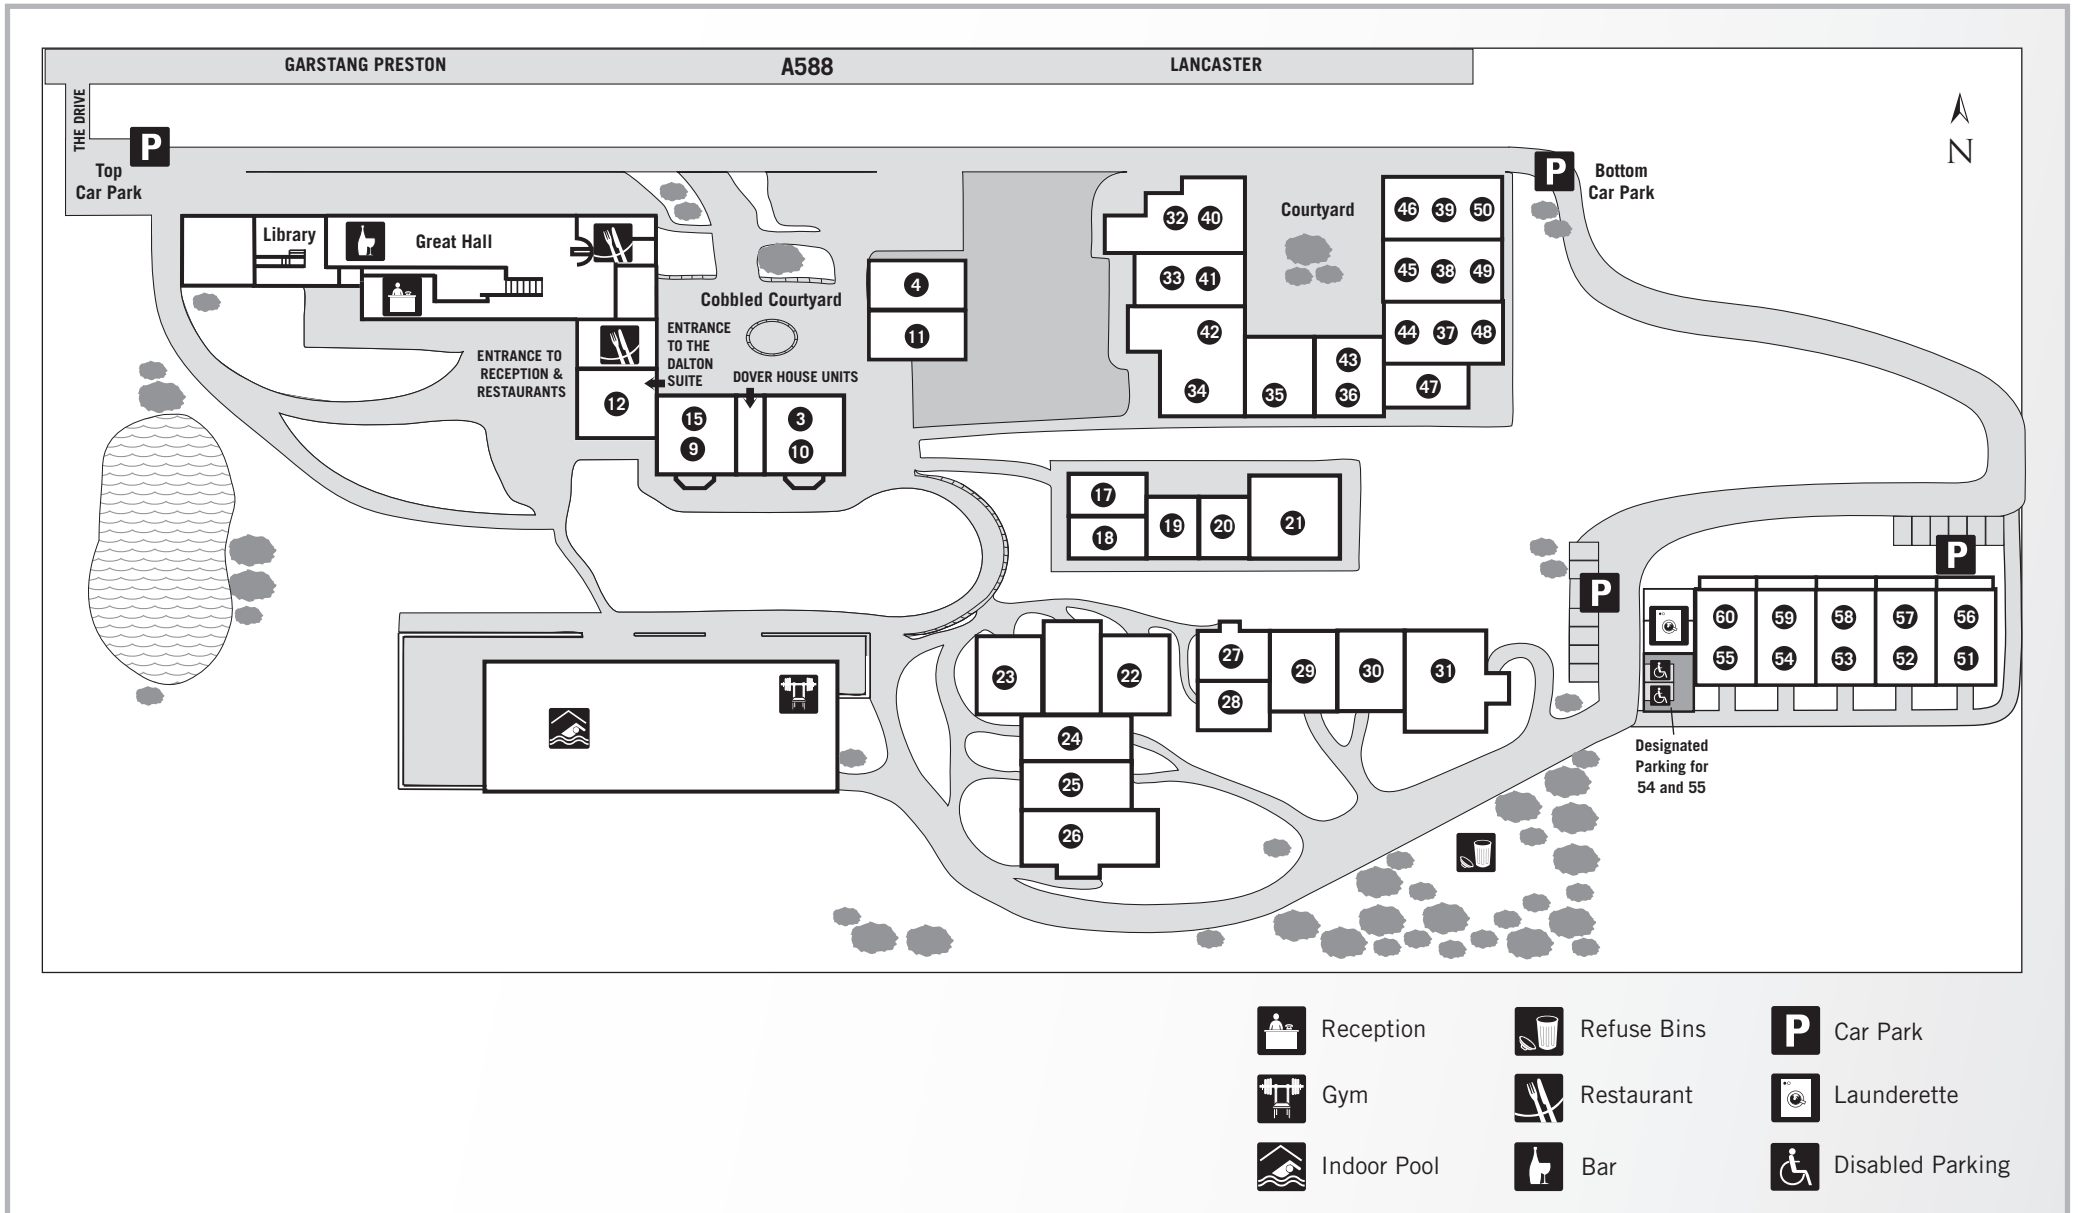 GARSTANG PRESTON
A588
LANCASTER
THE DRIVE
P
Top
Car Park
P
Bottom
Car Park
N
Library
Great Hall
Cobbled Courtyard
ENTRANCE
TO THE
DALTON
SUITE
DOVER HOUSE UNITS
ENTRANCE TO
RECEPTION &
RESTAURANTS
12
15
9
3
10
4
11
32 40
33 41
42
34
35
43
36
Courtyard
46 39 50
45 38 49
44 37 48
47
17
18
19
20
21
23
22
24
25
26
27
28
29
30
31
P
P
60 59 58 57 56
55 54 53 52 51
Designated
Parking for
54 and 55
Reception
Gym
Indoor Pool
Refuse Bins
Restaurant
Bar
P Car Park
Launderette
Disabled Parking